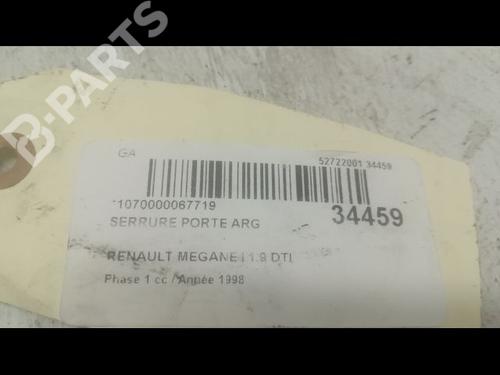 B-PARTS
GA
52722001 34459
1070000067719
34459
SERRURE PORTE ARG
RENAULT MEGANE I 1.9 DTI
Phase 1 cc / Année 1998